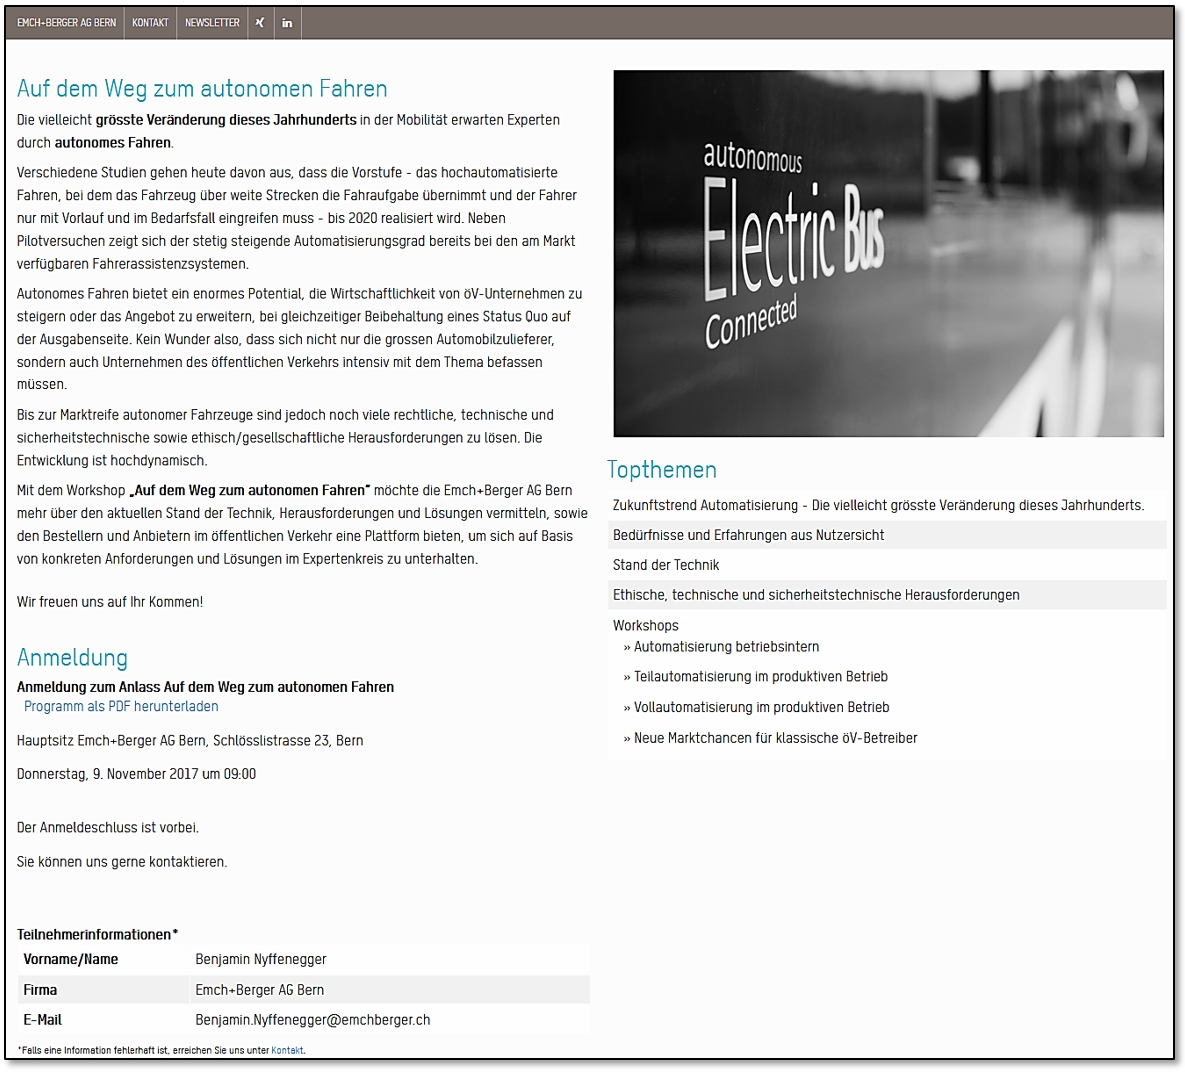 EMCH+BERGER AG BERN KONTAKT NEWSLETTER in
Auf dem Weg zum autonomen Fahren
Die vielleicht grösste Veränderung dieses Jahrhunderts in der Mobilität erwarten Experten
durch autonomes Fahren.
Verschiedene Studien gehen heute davon aus, dass die Vorstufe - das hochautomatisierte
Fahren, bei dem das Fahrzeug über weite Strecken die Fahraufgabe übernimmt und der Fahrer
nur mit Vorlauf und im Bedarfsfall eingreifen muss - bis 2020 realisiert wird. Neben
Pilotversuchen zeigt sich der stetig steigende Automatisierungsgrad bereits bei den am Markt
verfügbaren Fahrerassistenzsystemen.
Autonomes Fahren bietet ein enormes Potential, die Wirtschaftlichkeit von öV-Unternehmen zu
steigern oder das Angebot zu erweitern, bei gleichzeitiger Beibehaltung eines Status Quo auf
der Ausgabenseite. Kein Wunder also, dass sich nicht nur die grossen Automobilzulieferer,
sondern auch Unternehmen des öffentlichen Verkehrs intensiv mit dem Thema befassen
müssen.
Bis zur Marktreife autonomer Fahrzeuge sind jedoch noch viele rechtliche, technische und
sicherheitstechnische sowie ethisch/gesellschaftliche Herausforderungen zu lösen. Die
Entwicklung ist hochdynamisch.
Mit dem Workshop „Auf dem Weg zum autonomen Fahren“ möchte die Emch+Berger AG Bern
mehr über den aktuellen Stand der Technik, Herausforderungen und Lösungen vermitteln, sowie
den Bestellern und Anbietern im öffentlichen Verkehr eine Plattform bieten, um sich auf Basis
von konkreten Anforderungen und Lösungen im Expertenkreis zu unterhalten.
Wir freuen uns auf Ihr Kommen!
Anmeldung
Anmeldung zum Anlass Auf dem Weg zum autonomen Fahren
Programm als PDF herunterladen
Hauptsitz Emch+Berger AG Bern, Schlösslistrasse 23, Bern
Donnerstag, 9. November 2017 um 09:00
Der Anmeldeschluss ist vorbei.
Sie können uns gerne kontaktieren.
Teilnehmerinformationen*
Vorname/Name Benjamin Nyffenegger
Firma Emch+Berger AG Bern
E-Mail Benjamin.Nyffenegger@emchberger.ch
*Falls eine Information fehlerhaft ist, erreichen Sie uns unter Kontakt.
autonomous
Electric Bus
Connected
Topthemen
Zukunftstrend Automatisierung - Die vielleicht grösste Veränderung dieses Jahrhunderts.
Bedürfnisse und Erfahrungen aus Nutzersicht
Stand der Technik
Ethische, technische und sicherheitstechnische Herausforderungen
Workshops
» Automatisierung betriebsintern
» Teilautomatisierung im produktiven Betrieb
» Vollautomatisierung im produktiven Betrieb
» Neue Marktchancen für klassische öV-Betreiber